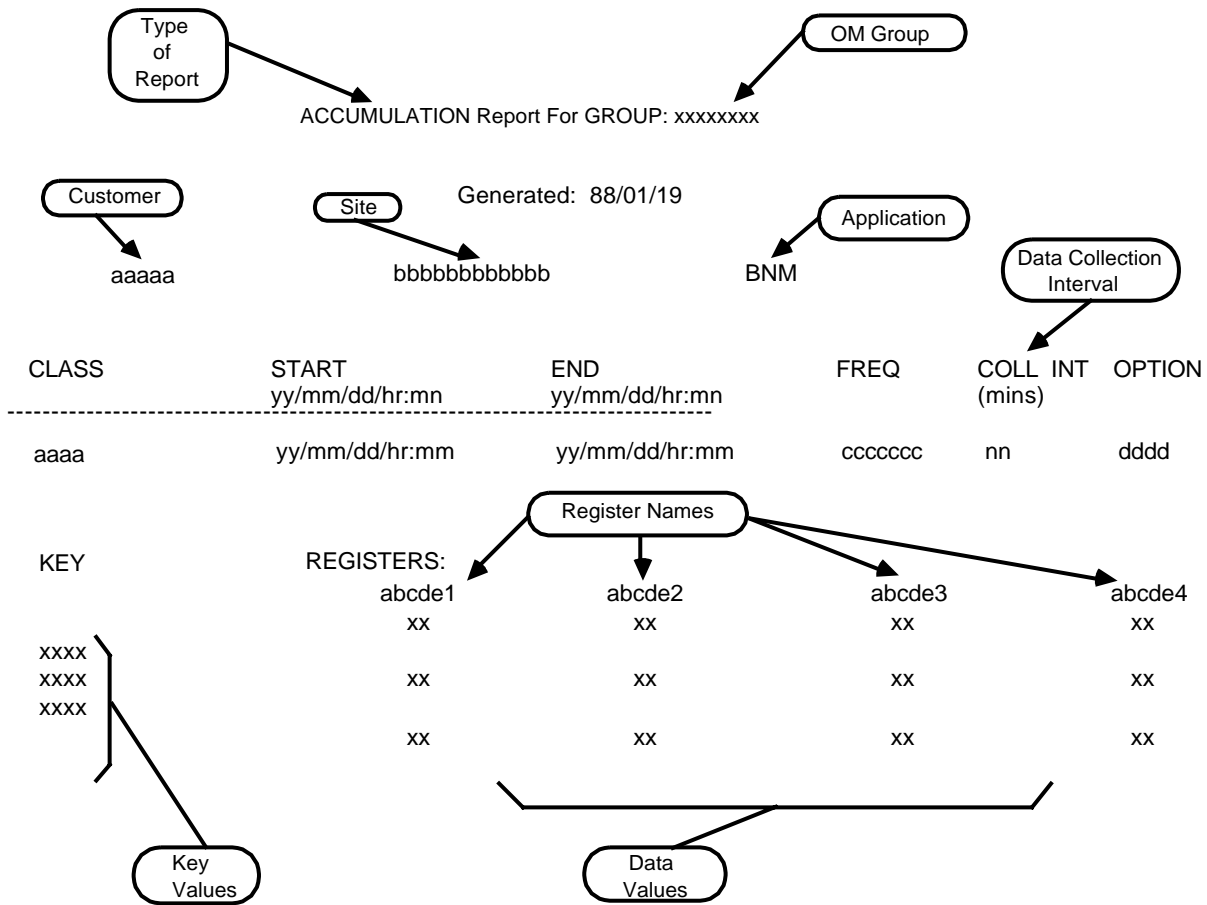 Type
of
Report
OM Group
ACCUMULATION Report For GROUP: xxxxxxxx
Customer
Site
Generated: 88/01/19
Application
aaaaa
bbbbbbbbbbbb
BNM
Data Collection
Interval
CLASS START END FREQ COLL INT OPTION
yy/mm/dd/hr:mn yy/mm/dd/hr:mn (mins)
aaaa yy/mm/dd/hr:mm yy/mm/dd/hr:mm ccccccc nn dddd
Register Names
KEY REGISTERS:
abcde1 abcde2 abcde3 abcde4
xx xx xx xx
xxxx
xxxx xx xx xx xx
xxxx
xx xx xx xx
Key
Values
Data
Values